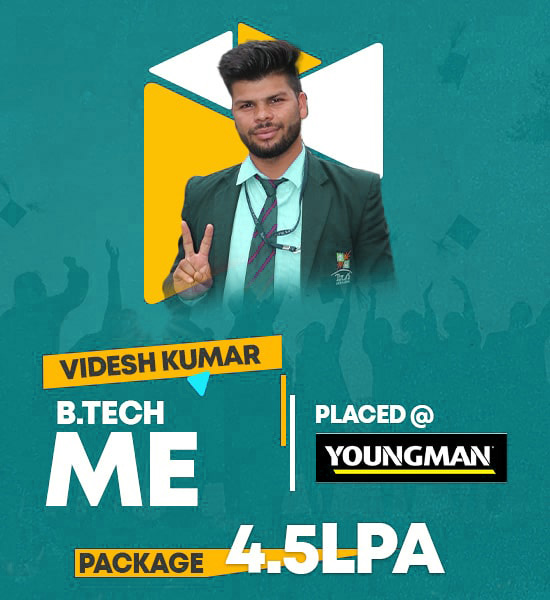 VIDESH KUMAR
B.TECH
ME
PLACED @
YOUNGMAN
PACKAGE 4.5LPA